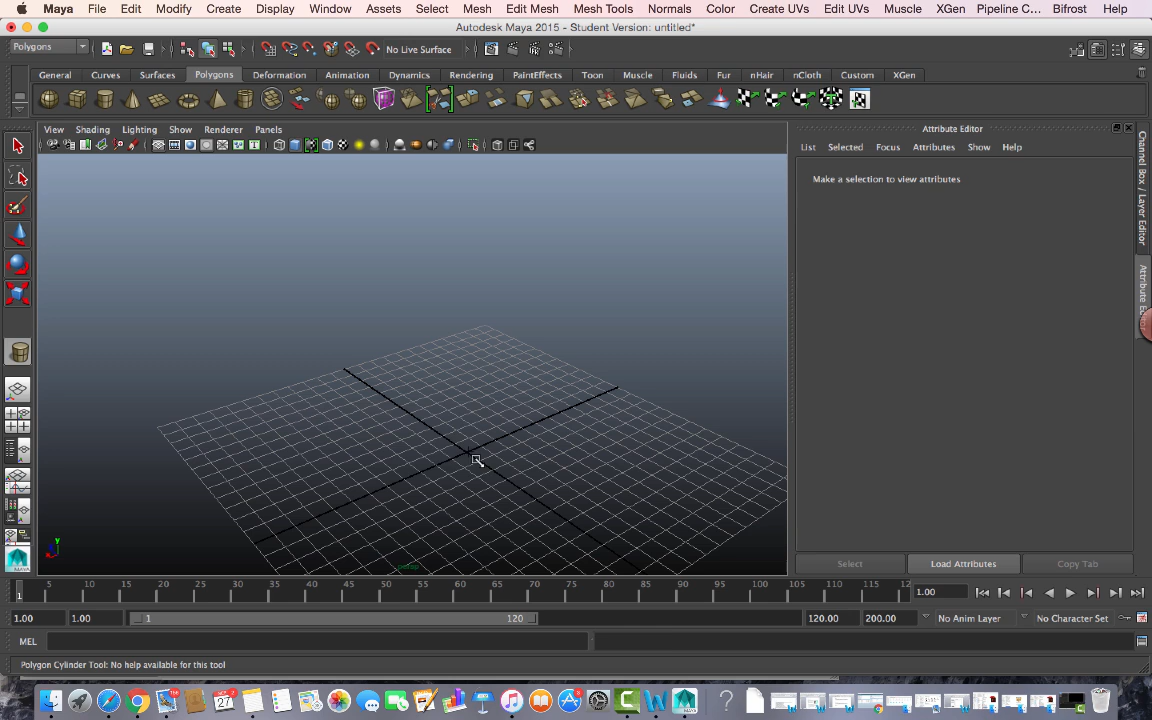 Maya File Edit Modify Create Display Window Assets Select Mesh Edit Mesh Mesh Tools Normals Color Create UVs Edit UVs Muscle XGen Pipeline C... Bifrost Help
Autodesk Maya 2015 - Student Version: untitled*
Polygons No Live Surface
General Curves Surfaces Polygons Deformation Animation Dynamics Rendering PaintEffects Toon Muscle Fluids Fur nHair nCloth Custom XGen
View Shading Lighting Show Renderer Panels
Attribute Editor
List Selected Focus Attributes Show Help
Make a selection to view attributes
Channel Box / Layer Editor
Attribute Editor
persp
y
Select Load Attributes Copy Tab
1 5 10 15 20 25 30 35 40 45 50 55 60 65 70 75 80 85 90 95 100 105 110 115 12 1.00
1.00 1.00 1 120 120.00 200.00 No Anim Layer No Character Set
MEL
Polygon Cylinder Tool: No help available for this tool
27